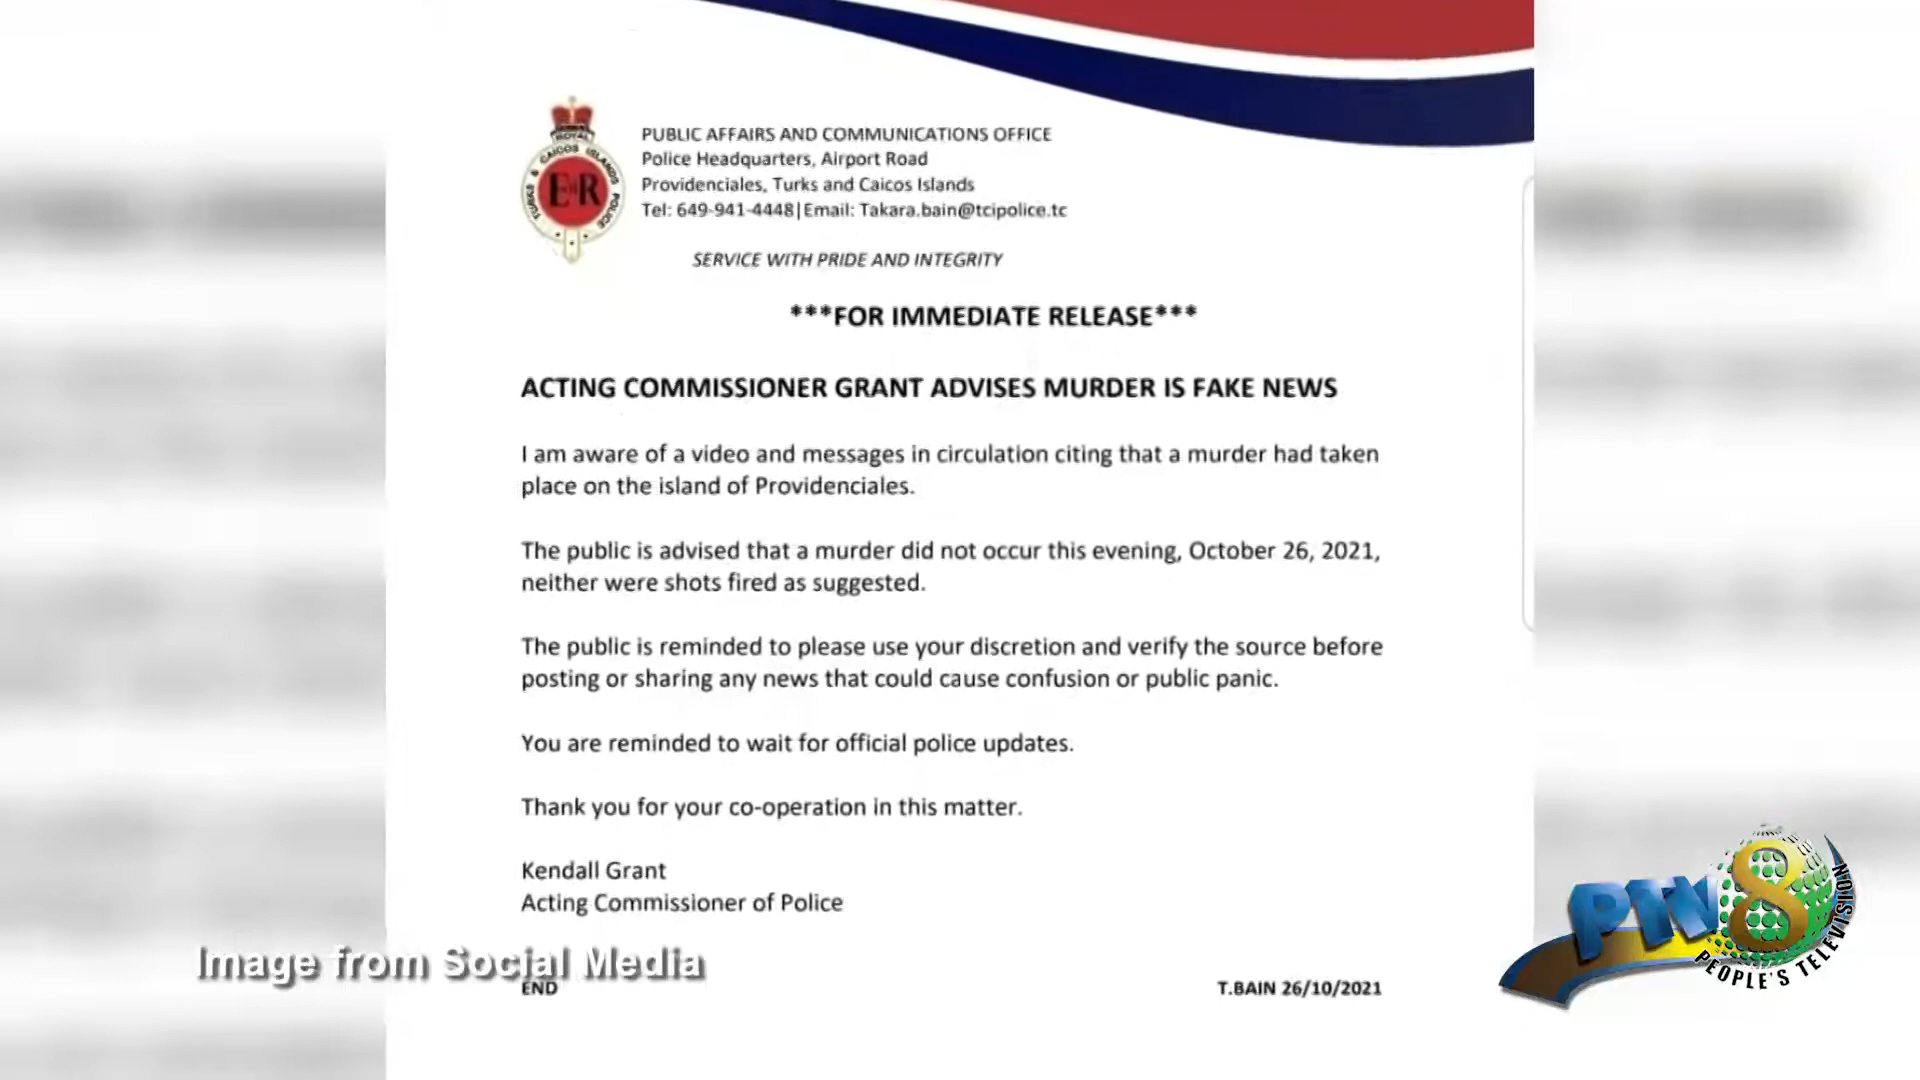 ROYAL
TURKS & CAICOS ISLANDS POLICE
E II R
PUBLIC AFFAIRS AND COMMUNICATIONS OFFICE
Police Headquarters, Airport Road
Providenciales, Turks and Caicos Islands
Tel: 649-941-4448|Email: Takara.bain@tcipolice.tc
SERVICE WITH PRIDE AND INTEGRITY
***FOR IMMEDIATE RELEASE***
ACTING COMMISSIONER GRANT ADVISES MURDER IS FAKE NEWS
I am aware of a video and messages in circulation citing that a murder had taken
place on the island of Providenciales.
The public is advised that a murder did not occur this evening, October 26, 2021,
neither were shots fired as suggested.
The public is reminded to please use your discretion and verify the source before
posting or sharing any news that could cause confusion or public panic.
You are reminded to wait for official police updates.
Thank you for your co-operation in this matter.
Kendall Grant
Acting Commissioner of Police
Image from Social Media
END
T.BAIN 26/10/2021
PTV8
PEOPLE'S TELEVISION